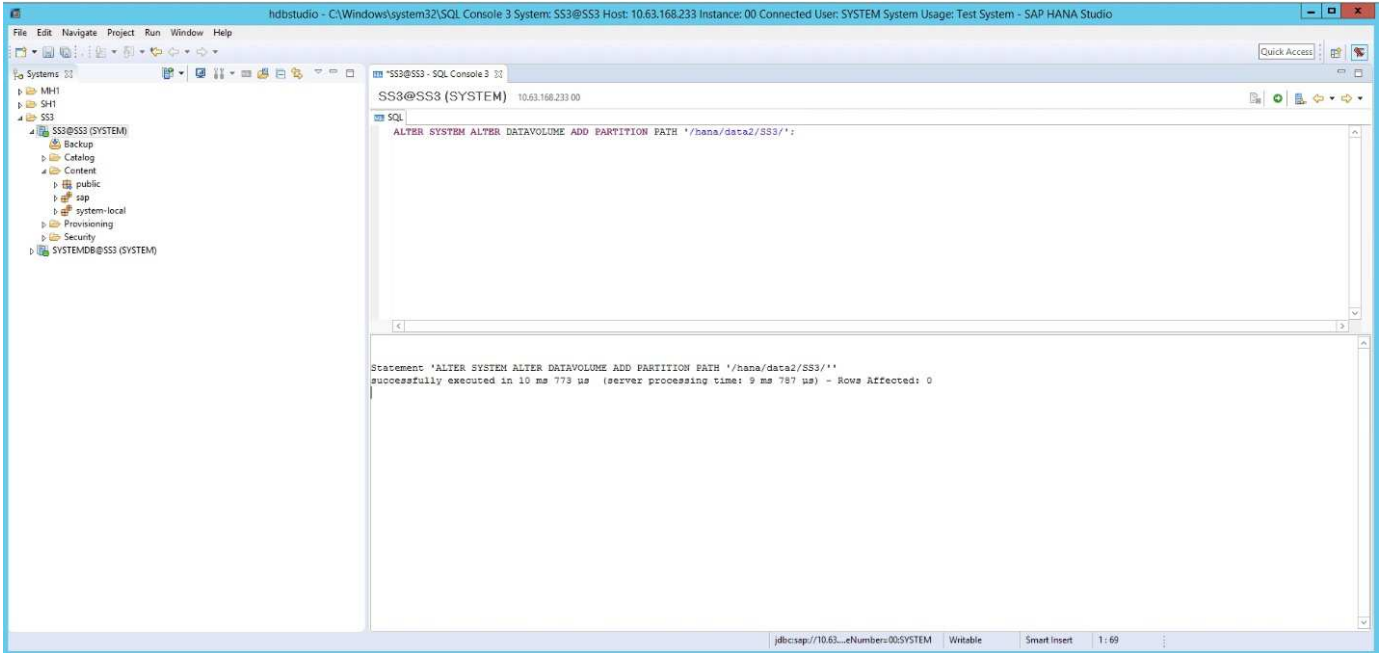 hdbstudio - C:\Windows\system32\SQL Console 3 System: SS3@SS3 Host: 10.63.168.233 Instance: 00 Connected User: SYSTEM System Usage: Test System - SAP HANA Studio
File Edit Navigate Project Run Window Help
Quick Access
Systems
MH1
SH1
SS3
SS3@SS3 (SYSTEM)
Backup
Catalog
Content
public
sap
system-local
Provisioning
Security
SYSTEMDB@SS3 (SYSTEM)
*SS3@SS3 - SQL Console 3
SS3@SS3 (SYSTEM) 10.63.168.233 00
SQL
ALTER SYSTEM ALTER DATAVOLUME ADD PARTITION PATH '/hana/data2/SS3/';
Statement 'ALTER SYSTEM ALTER DATAVOLUME ADD PARTITION PATH '/hana/data2/SS3/''
successfully executed in 10 ms 773 µs (server processing time: 9 ms 787 µs) - Rows Affected: 0
jdbc:sap://10.63....eNumber=00:SYSTEM Writable Smart Insert 1 : 69